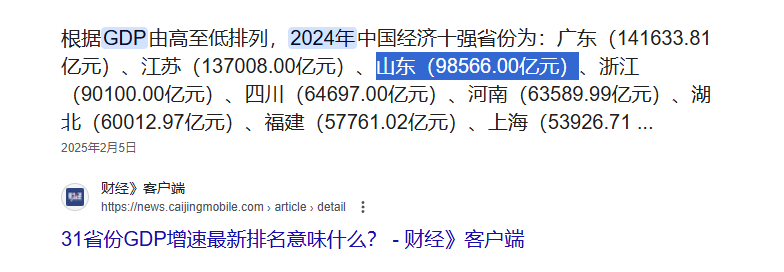 根据GDP由高至低排列，2024年中国经济十强省份为：广东（141633.81
亿元）、江苏（137008.00亿元）、山东（98566.00亿元）、浙江
（90100.00亿元）、四川（64697.00亿元）、河南（63589.99亿元）、湖
北（60012.97亿元）、福建（57761.02亿元）、上海（53926.71 ...
2025年2月5日
财经》客户端
https://news.caijingmobile.com › article › detail
31省份GDP增速最新排名意味什么？ - 财经》客户端